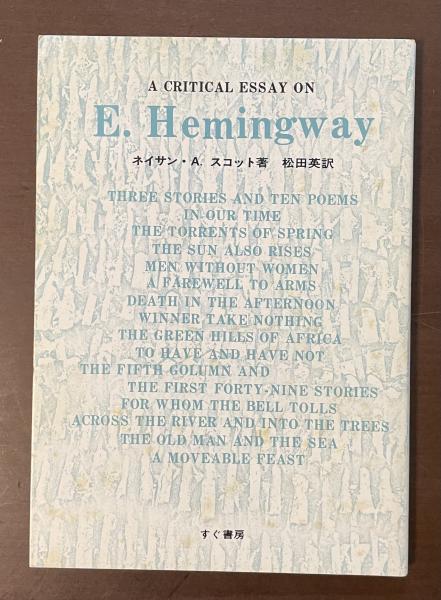 A CRITICAL ESSAY ON
E. Hemingway
ネイサン・A. スコット著 松田英訳
THREE STORIES AND TEN POEMS
IN OUR TIME
THE TORRENTS OF SPRING
THE SUN ALSO RISES
MEN WITHOUT WOMEN
A FAREWELL TO ARMS
DEATH IN THE AFTERNOON
WINNER TAKE NOTHING
THE GREEN HILLS OF AFRICA
TO HAVE AND HAVE NOT
THE FIFTH GOLUMN AND
THE FIRST FORTY-NINE STORIES
FOR WHOM THE BELL TOLLS
ACROSS THE RIVER AND INTO THE TREES
THE OLD MAN AND THE SEA
A MOVEABLE FEAST
すぐ書房